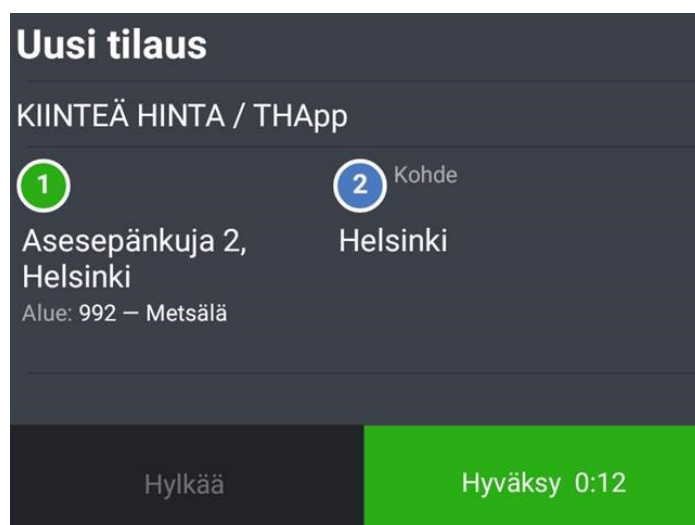 Uusi tilaus
KIINTEÄ HINTA / THApp
1
Asesepänkuja 2,
Helsinki
Alue: 992 — Metsälä
2 Kohde
Helsinki
Hylkää
Hyväksy 0:12